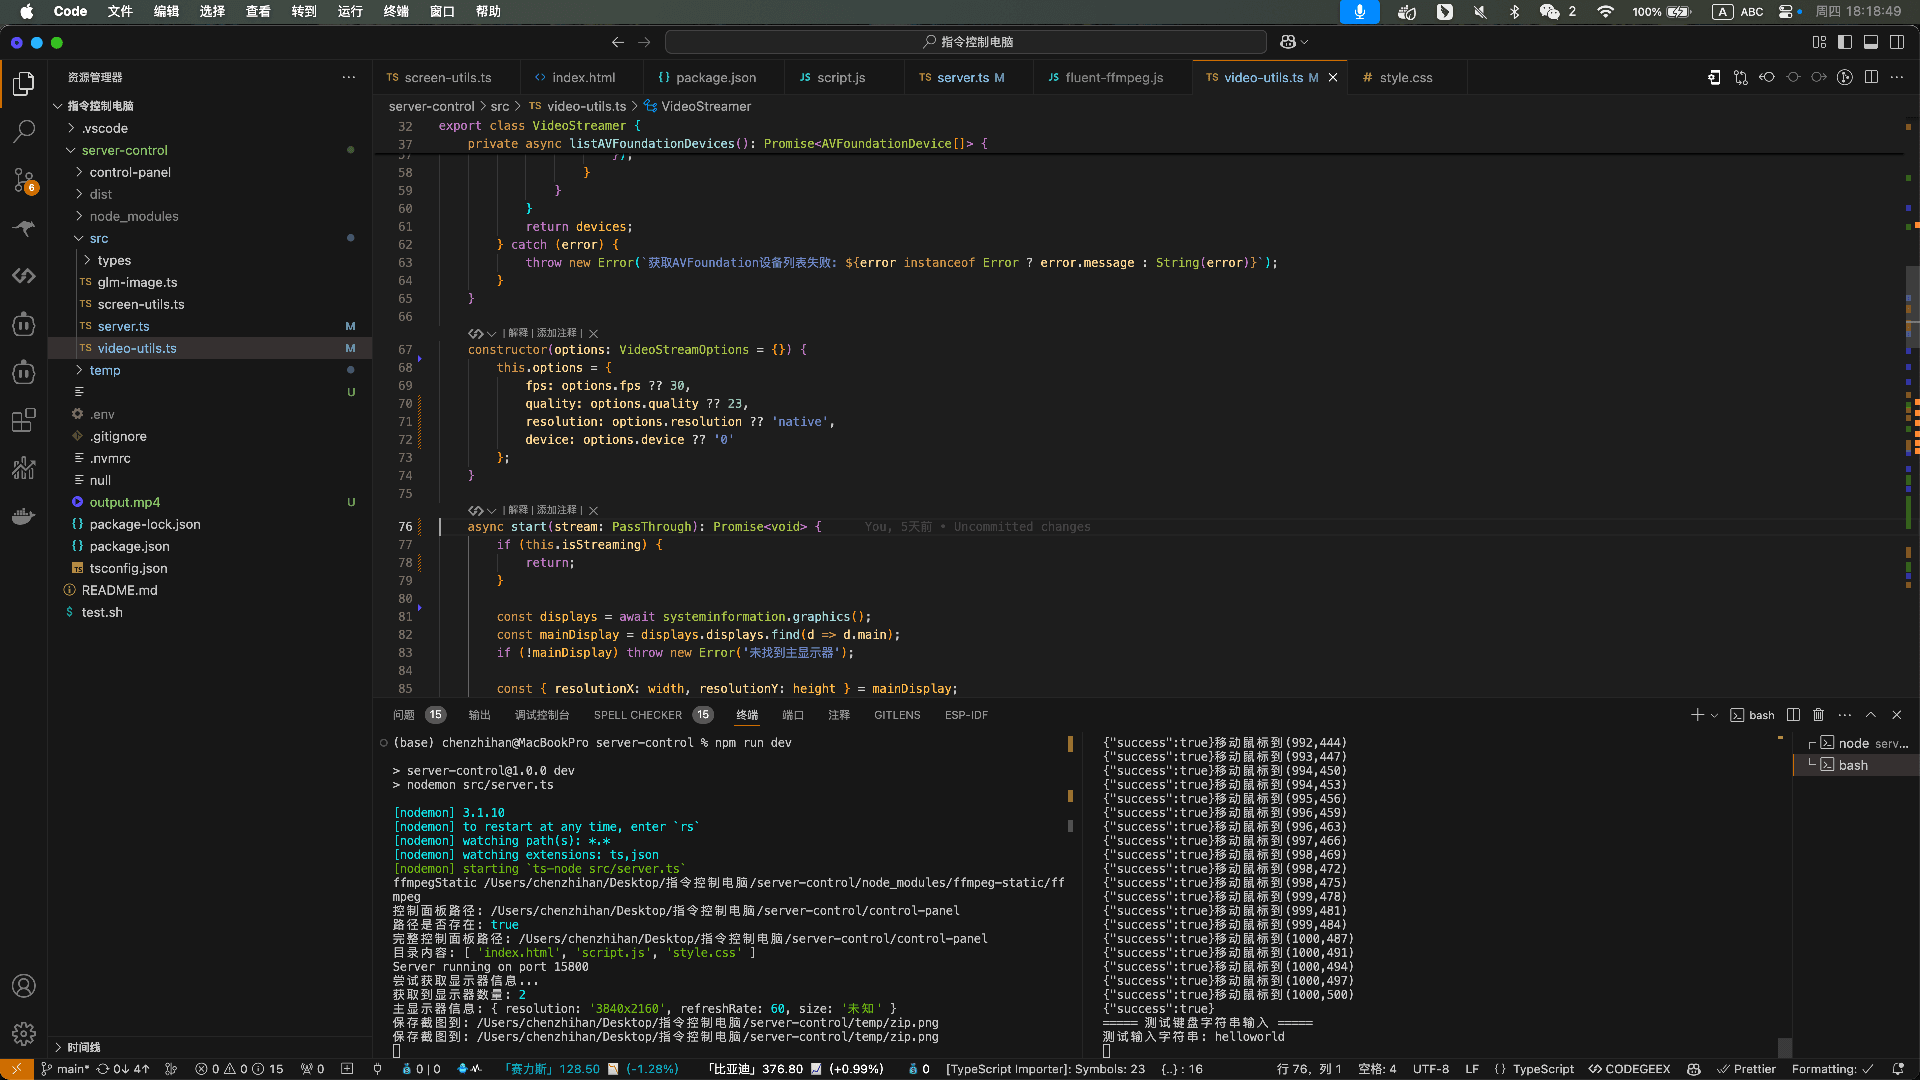 Code 文件 编辑 选择 查看 转到 运行 终端 窗口 帮助 2 100% A ABC 周四 18:18:49
指令控制电脑
资源管理器
指令控制电脑
.vscode
server-control
control-panel
dist
node_modules
src
types
TS glm-image.ts
TS screen-utils.ts
TS server.ts M
TS video-utils.ts M
temp
U
.env
.gitignore
.nvmrc
null
output.mp4 U
{} package-lock.json
{} package.json
TS tsconfig.json
README.md
$ test.sh
时间线
6
TS screen-utils.ts <> index.html {} package.json JS script.js TS server.ts M JS fluent-ffmpeg.js TS video-utils.ts M # style.css
server-control > src > TS video-utils.ts > VideoStreamer
32 export class VideoStreamer {
37 private async listAVFoundationDevices(): Promise<AVFoundationDevice[]> {
57 });
58 }
59 }
60 }
61 return devices;
62 } catch (error) {
63 throw new Error(`获取AVFoundation设备列表失败: ${error instanceof Error ? error.message : String(error)}`);
64 }
65 }
66
| 解释 | 添加注释 |
67 constructor(options: VideoStreamOptions = {}) {
68 this.options = {
69 fps: options.fps ?? 30,
70 quality: options.quality ?? 23,
71 resolution: options.resolution ?? 'native',
72 device: options.device ?? '0'
73 };
74 }
75
| 解释 | 添加注释 |
76 async start(stream: PassThrough): Promise<void> { You, 5天前 • Uncommitted changes
77 if (this.isStreaming) {
78 return;
79 }
80
81 const displays = await systeminformation.graphics();
82 const mainDisplay = displays.displays.find(d => d.main);
83 if (!mainDisplay) throw new Error('未找到主显示器');
84
85 const { resolutionX: width, resolutionY: height } = mainDisplay;
问题 15 输出 调试控制台 SPELL CHECKER 15 终端 端口 注释 GITLENS ESP-IDF bash
(base) chenzhihan@MacBookPro server-control % npm run dev
> server-control@1.0.0 dev
> nodemon src/server.ts
[nodemon] 3.1.10
[nodemon] to restart at any time, enter `rs`
[nodemon] watching path(s): *.*
[nodemon] watching extensions: ts,json
[nodemon] starting `ts-node src/server.ts`
ffmpegStatic /Users/chenzhihan/Desktop/指令控制电脑/server-control/node_modules/ffmpeg-static/ff
mpeg
控制面板路径: /Users/chenzhihan/Desktop/指令控制电脑/server-control/control-panel
路径是否存在: true
完整控制面板路径: /Users/chenzhihan/Desktop/指令控制电脑/server-control/control-panel
目录内容: [ 'index.html', 'script.js', 'style.css' ]
Server running on port 15800
尝试获取显示器信息...
获取到显示器数量: 2
主显示器信息: { resolution: '3840x2160', refreshRate: 60, size: '未知' }
保存截图到: /Users/chenzhihan/Desktop/指令控制电脑/server-control/temp/zip.png
保存截图到: /Users/chenzhihan/Desktop/指令控制电脑/server-control/temp/zip.png
{"success":true}移动鼠标到(992,444)
{"success":true}移动鼠标到(993,447)
{"success":true}移动鼠标到(994,450)
{"success":true}移动鼠标到(994,453)
{"success":true}移动鼠标到(995,456)
{"success":true}移动鼠标到(996,459)
{"success":true}移动鼠标到(996,463)
{"success":true}移动鼠标到(997,466)
{"success":true}移动鼠标到(998,469)
{"success":true}移动鼠标到(998,472)
{"success":true}移动鼠标到(998,475)
{"success":true}移动鼠标到(999,478)
{"success":true}移动鼠标到(999,481)
{"success":true}移动鼠标到(999,484)
{"success":true}移动鼠标到(1000,487)
{"success":true}移动鼠标到(1000,491)
{"success":true}移动鼠标到(1000,494)
{"success":true}移动鼠标到(1000,497)
{"success":true}移动鼠标到(1000,500)
{"success":true}
===== 测试键盘字符串输入 =====
测试输入字符串: helloworld
node serv...
bash
main* 0↓ 4↑ 0 0 15 0 0 | 0 「赛力斯」128.50 (-1.28%) 「比亚迪」376.80 (+0.99%) 0 [TypeScript Importer]: Symbols: 23 {..} : 16 行 76, 列 1 空格: 4 UTF-8 LF {} TypeScript CODEGEEX Prettier Formatting: ✓